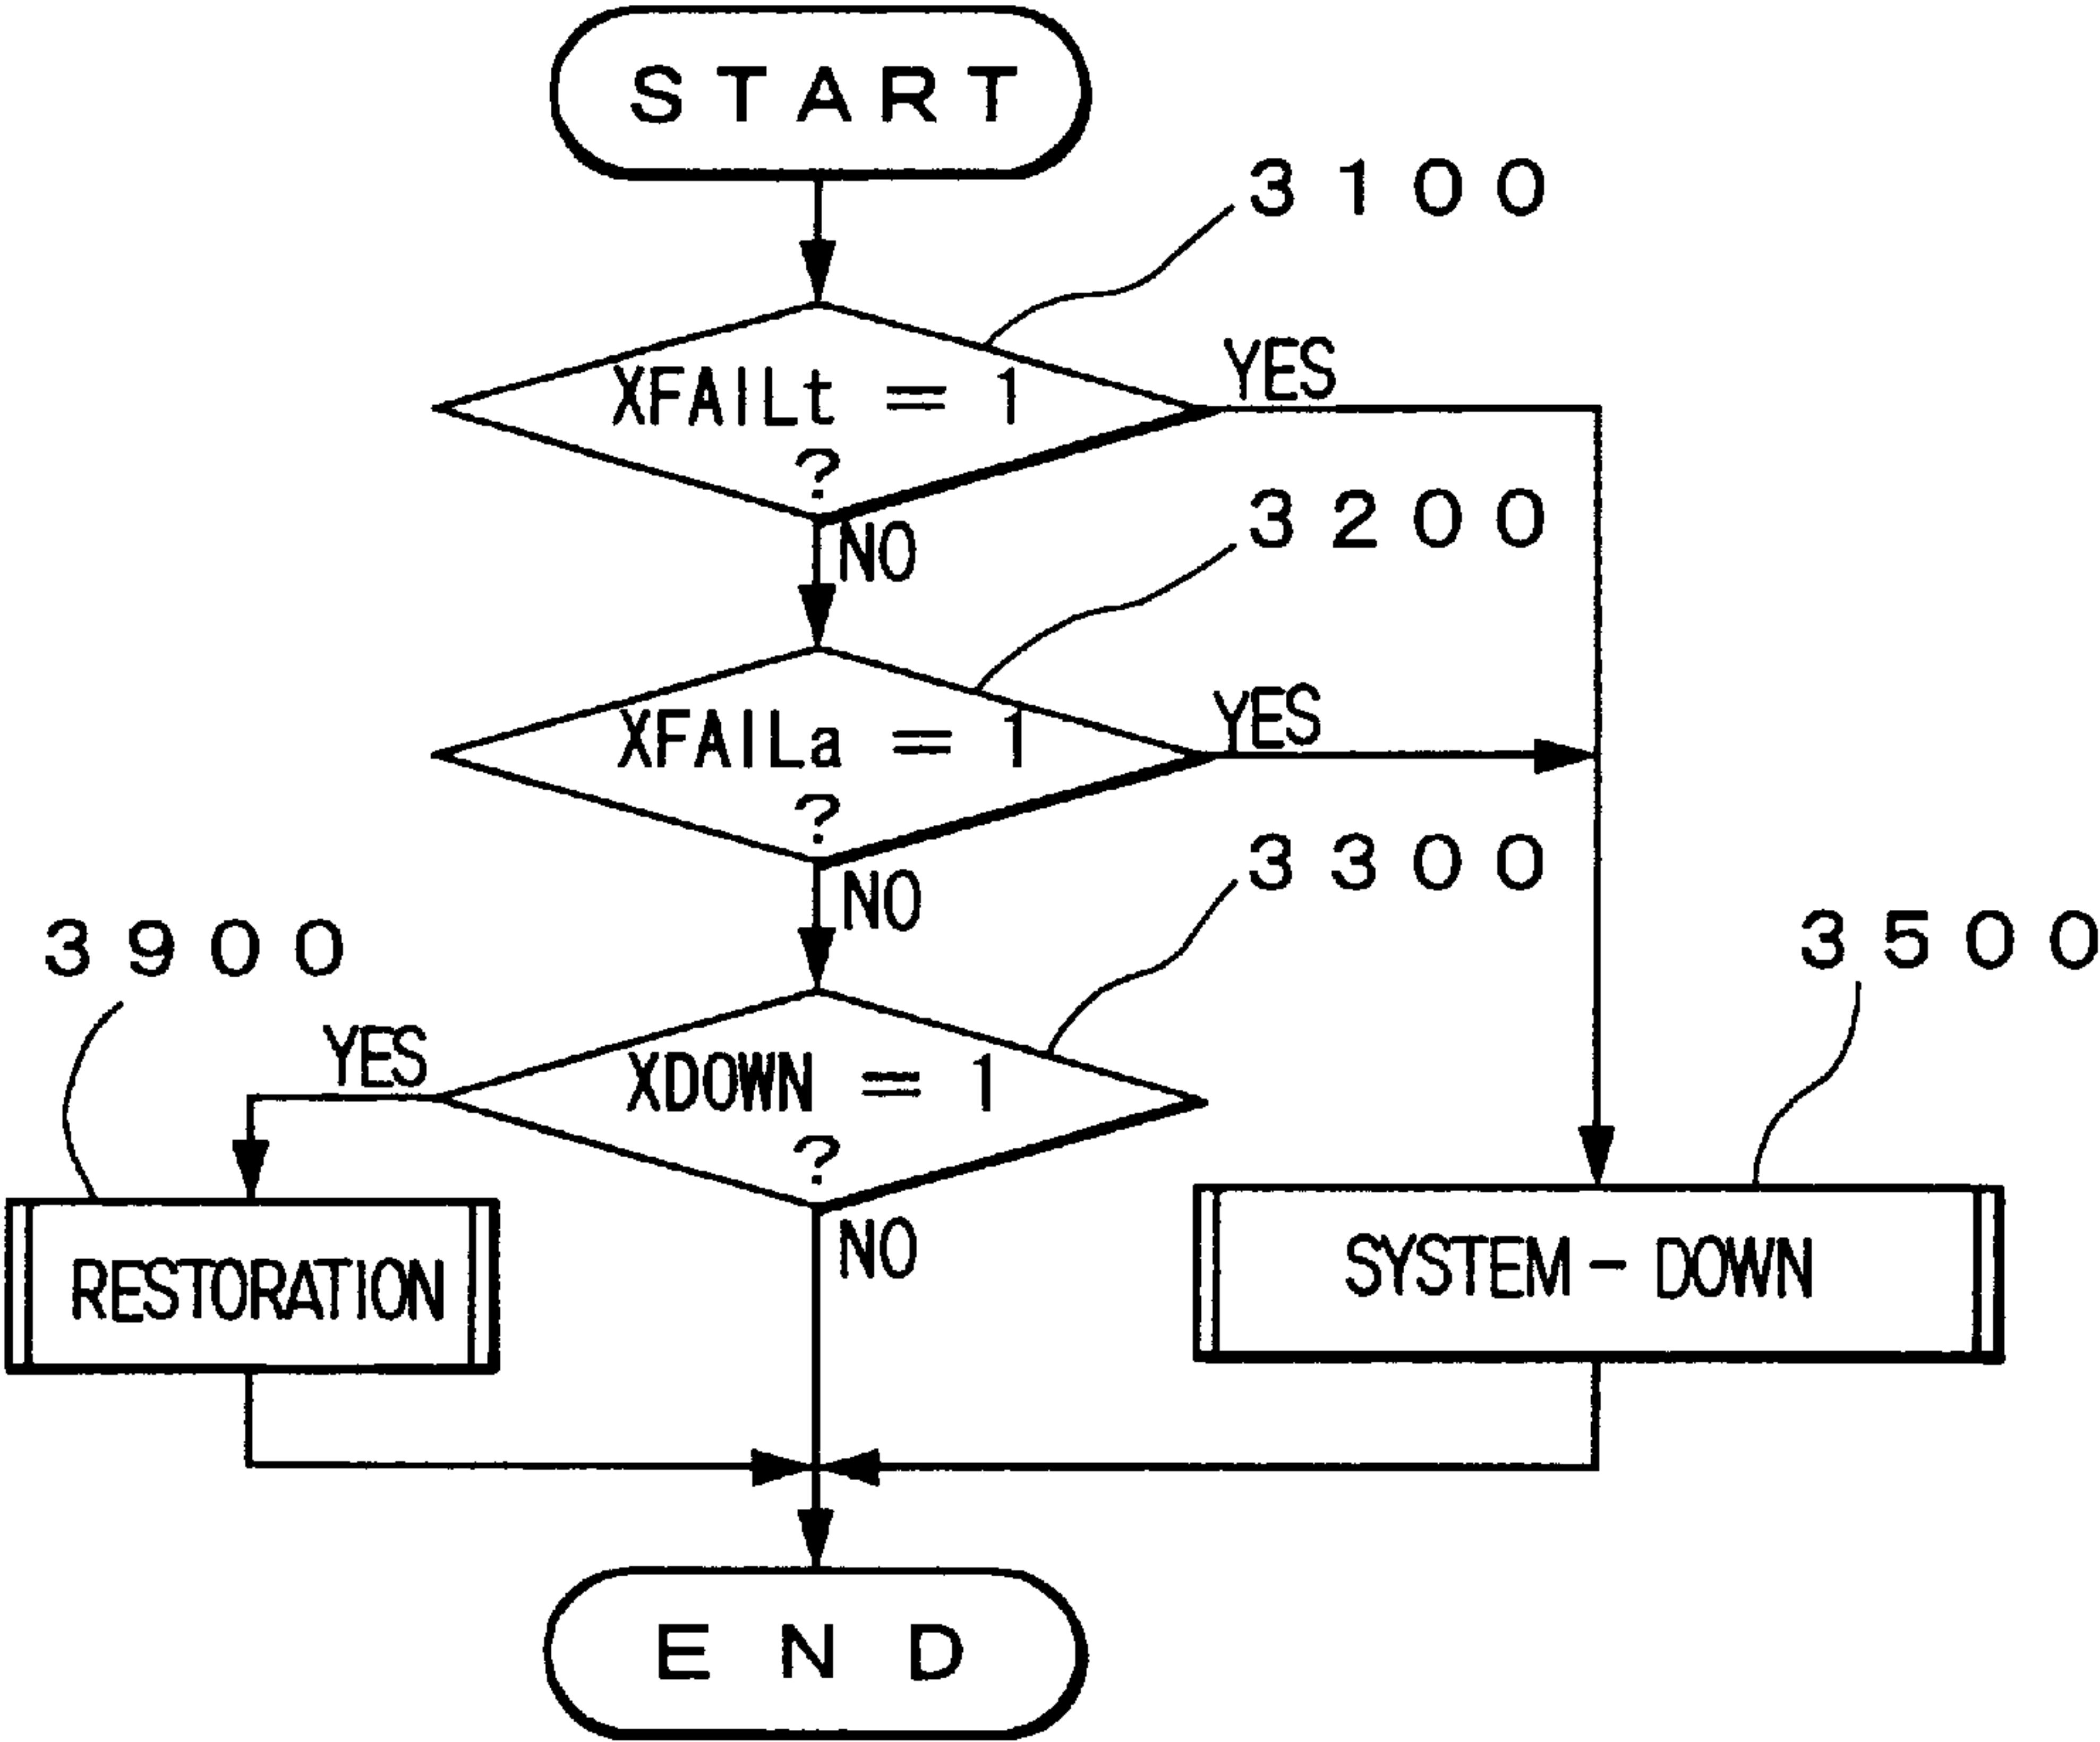 START
3100
XFAILt = 1
?
YES
NO
3200
XFAILa = 1
?
YES
NO
3300
3900
3500
XDOWN = 1
?
YES
NO
RESTORATION
SYSTEM-DOWN
END